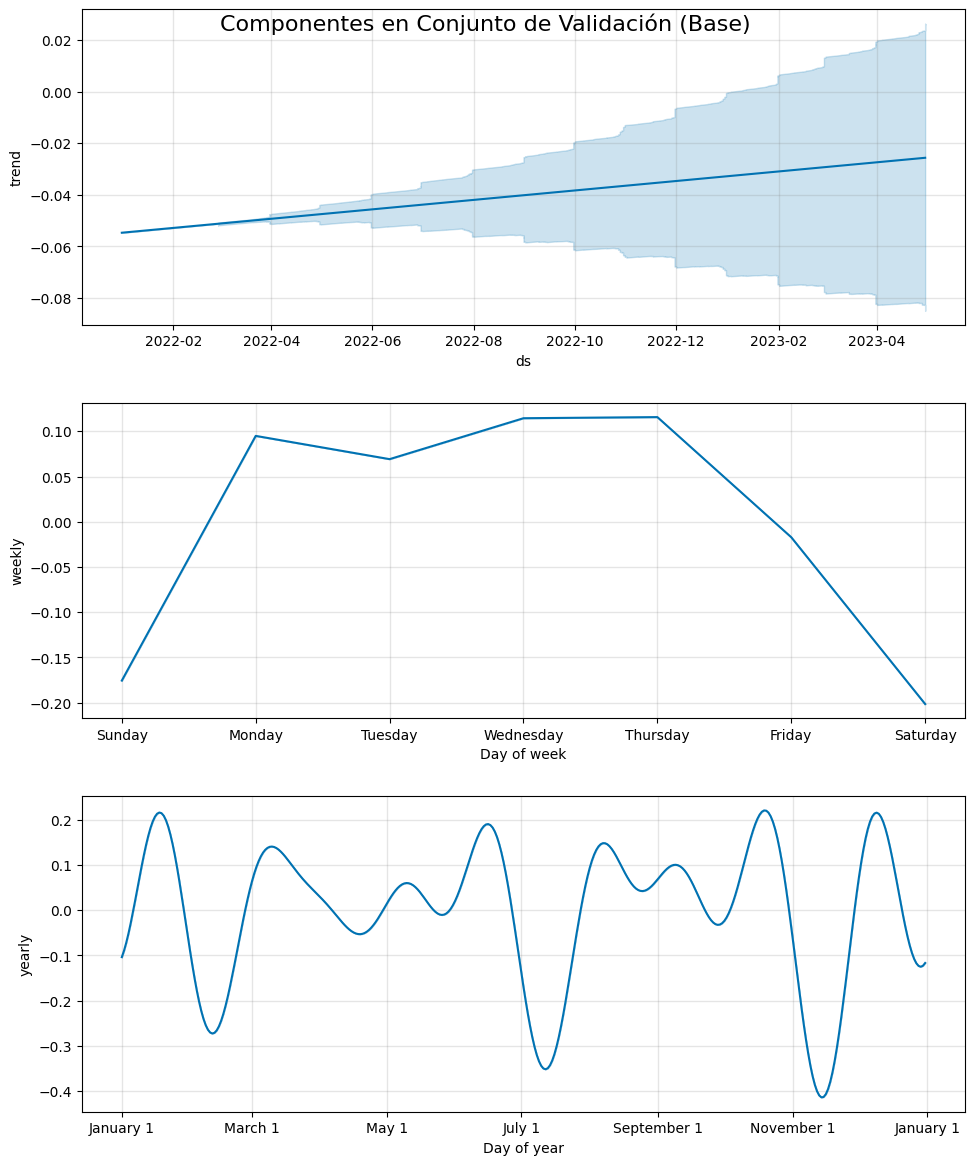 Componentes en Conjunto de Validación (Base)
0.02
0.00
−0.02
−0.04
−0.06
−0.08
trend
2022-02 2022-04 2022-06 2022-08 2022-10 2022-12 2023-02 2023-04
ds
0.10
0.05
0.00
−0.05
−0.10
−0.15
−0.20
weekly
Sunday Monday Tuesday Wednesday Thursday Friday Saturday
Day of week
0.2
0.1
0.0
−0.1
−0.2
−0.3
−0.4
yearly
January 1 March 1 May 1 July 1 September 1 November 1 January 1
Day of year